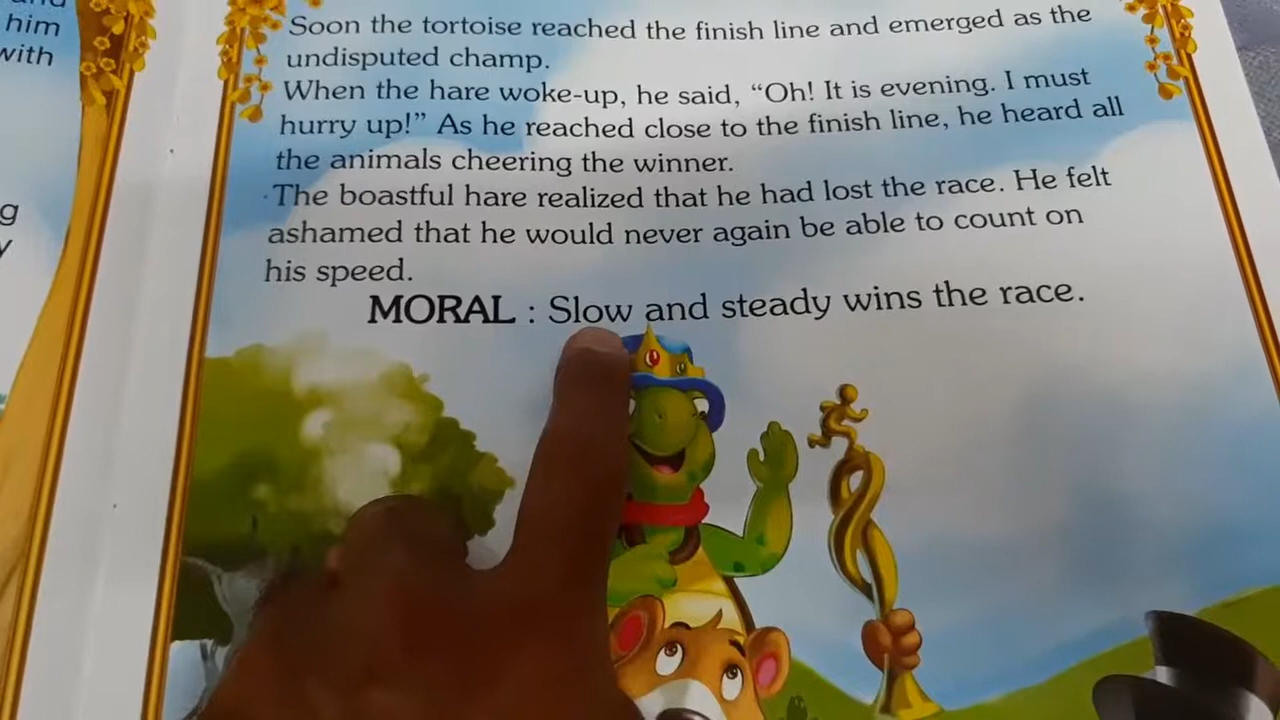 him
with
g
Soon the tortoise reached the finish line and emerged as the
undisputed champ.
When the hare woke-up, he said, “Oh! It is evening. I must
hurry up!” As he reached close to the finish line, he heard all
the animals cheering the winner.
The boastful hare realized that he had lost the race. He felt
ashamed that he would never again be able to count on
his speed.
MORAL : Slow and steady wins the race.